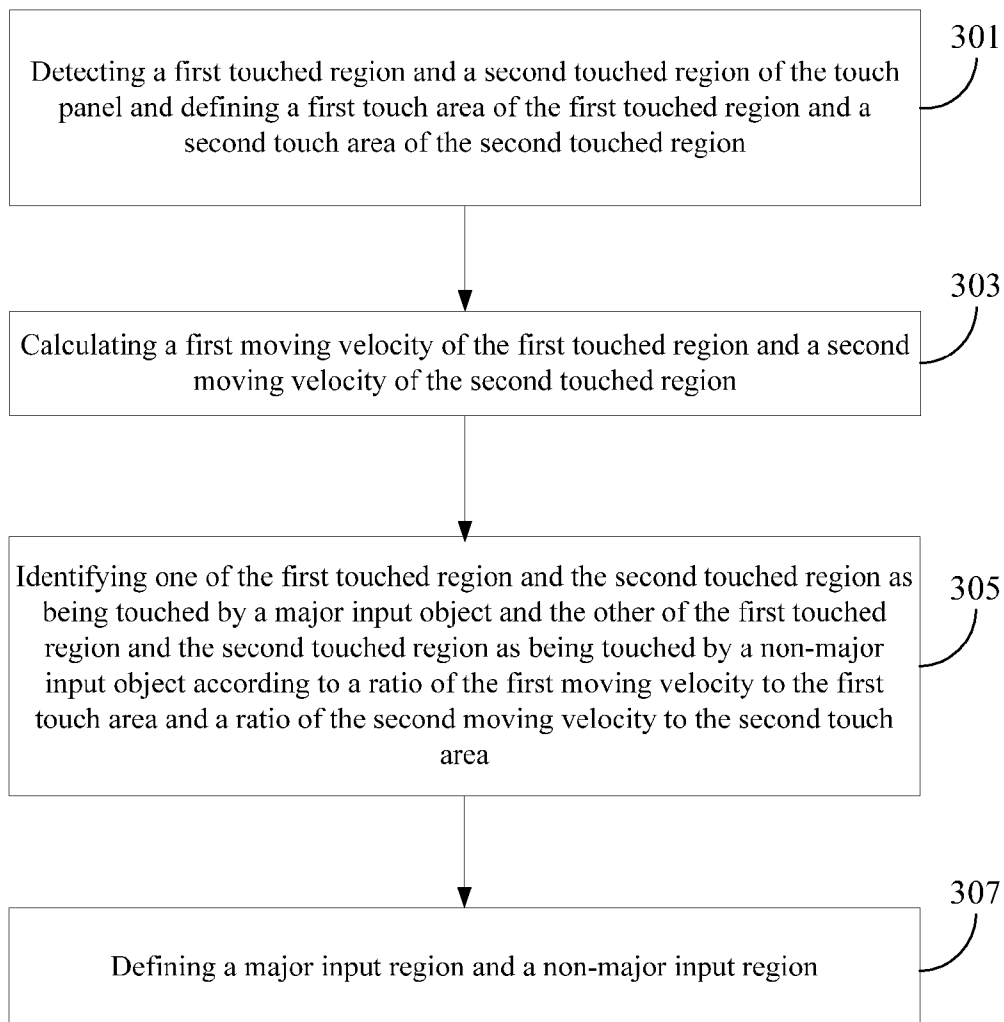 301
Detecting a first touched region and a second touched region of the touch
panel and defining a first touch area of the first touched region and a
second touch area of the second touched region
303
Calculating a first moving velocity of the first touched region and a second
moving velocity of the second touched region
305
Identifying one of the first touched region and the second touched region as
being touched by a major input object and the other of the first touched
region and the second touched region as being touched by a non-major
input object according to a ratio of the first moving velocity to the first
touch area and a ratio of the second moving velocity to the second touch
area
307
Defining a major input region and a non-major input region